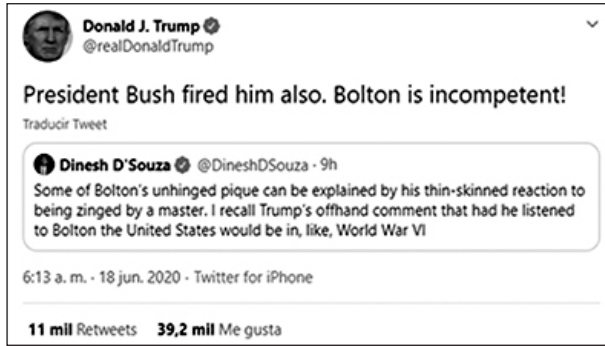 Donald J. Trump
@realDonaldTrump
President Bush fired him also. Bolton is incompetent!
Traducir Tweet
Dinesh D'Souza @DineshDSouza · 9h
Some of Bolton's unhinged pique can be explained by his thin-skinned reaction to
being zinged by a master. I recall Trump's offhand comment that had he listened
to Bolton the United States would be in, like, World War VI
6:13 a. m. · 18 jun. 2020 · Twitter for iPhone
11 mil Retweets 39,2 mil Me gusta